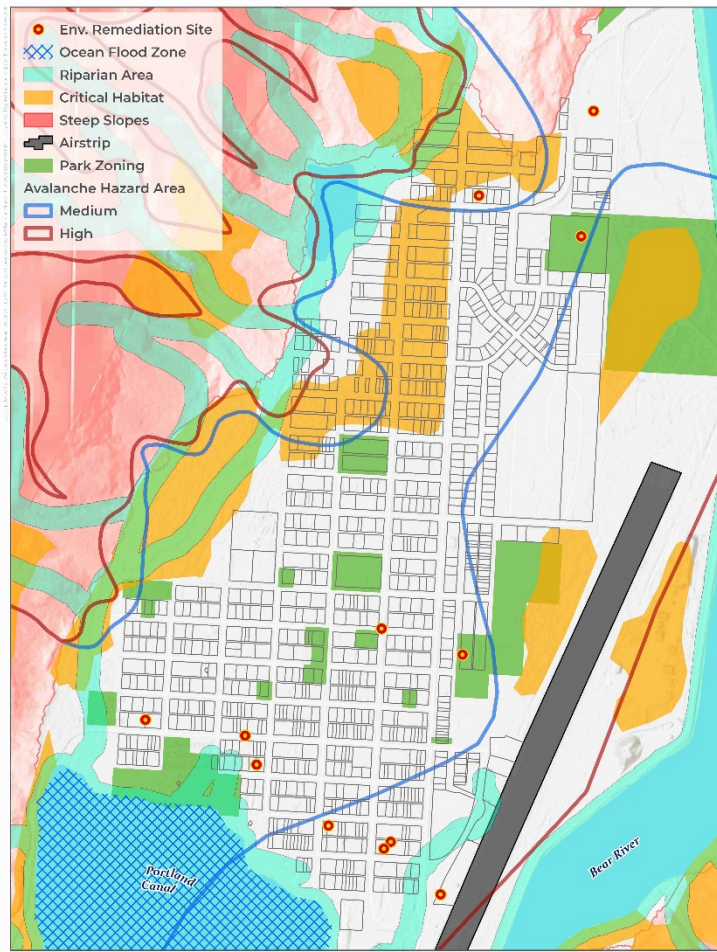 Env. Remediation Site
Ocean Flood Zone
Riparian Area
Critical Habitat
Steep Slopes
Airstrip
Park Zoning
Avalanche Hazard Area
Medium
High
Portland
Canal
Bear River